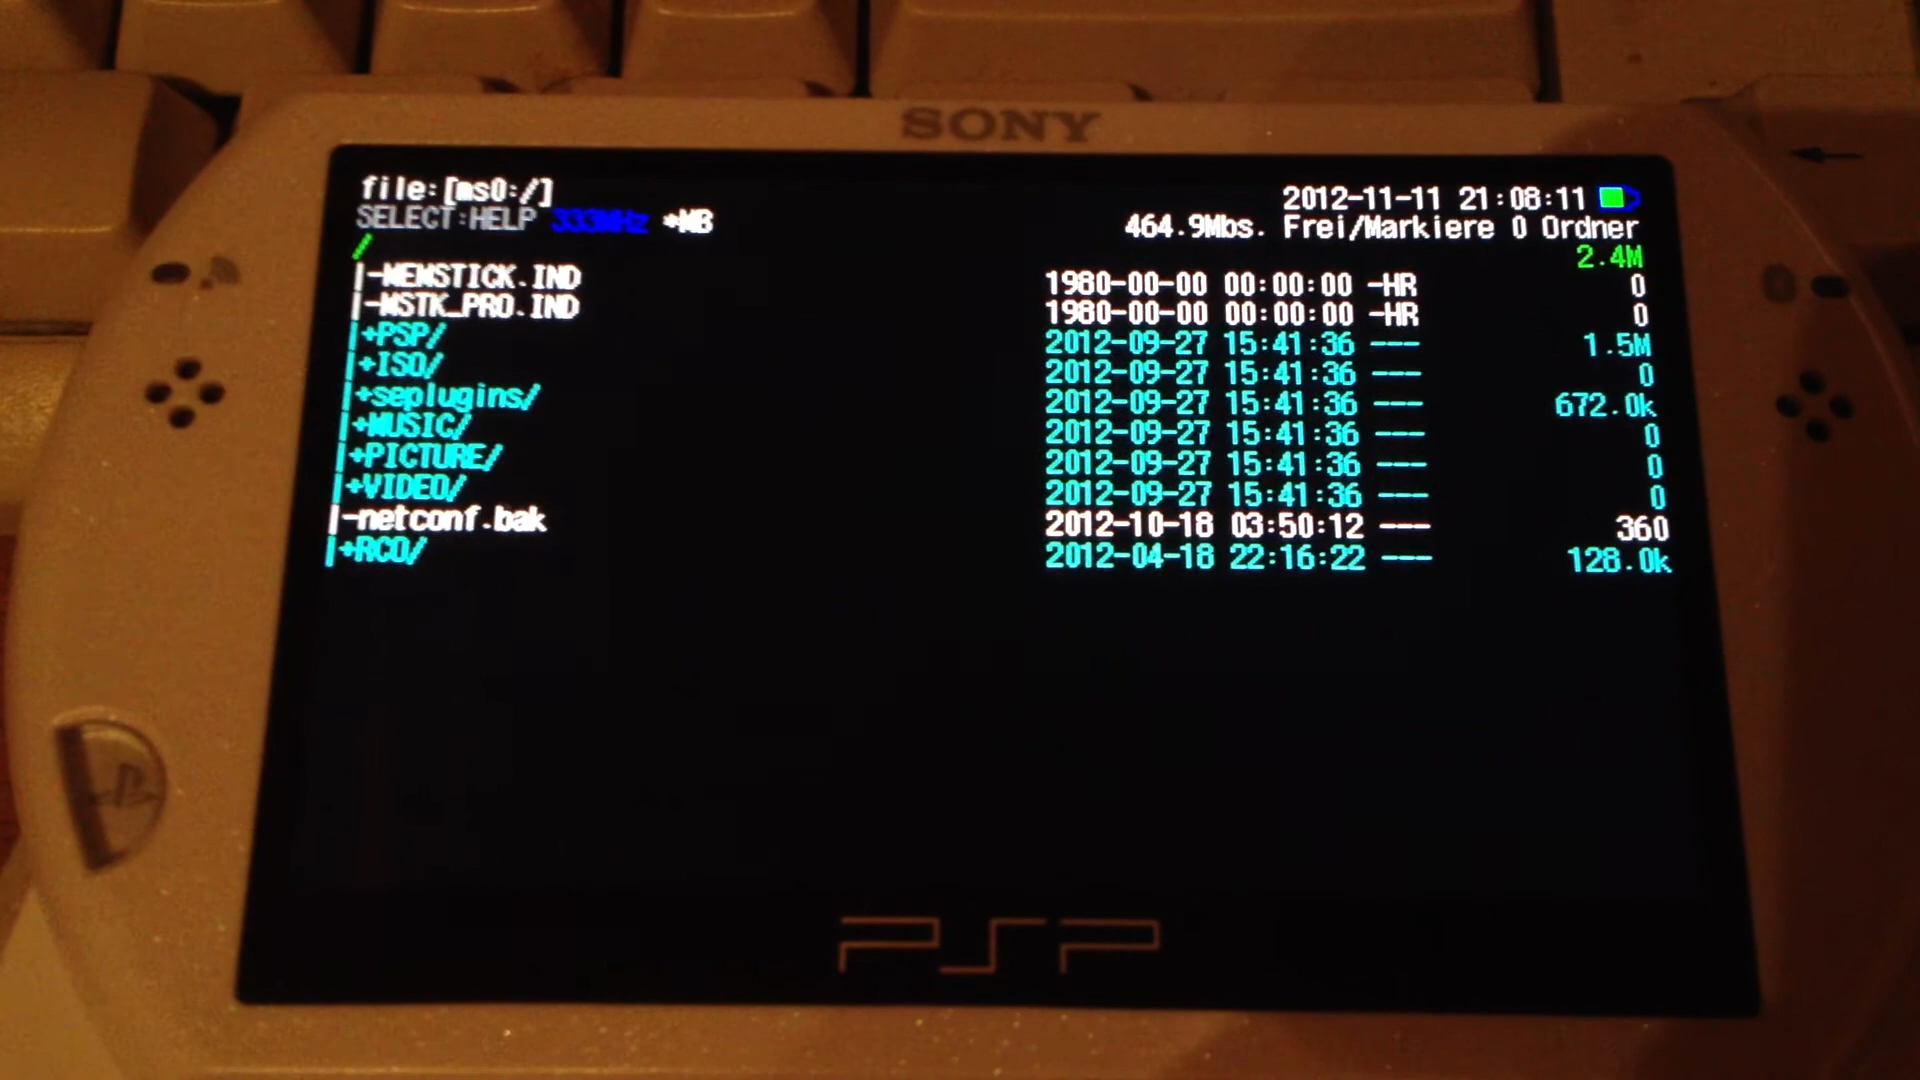 SONY
file:[ms0:/] 2012-11-11 21:08:11
SELECT:HELP 333MHz *MB 464.9Mbs. Frei/Markiere 0 Ordner
/ 2.4M
|-MEMSTICK.IND 1980-00-00 00:00:00 -HR 0
|-MSTK_PRO.IND 1980-00-00 00:00:00 -HR 0
|+PSP/ 2012-09-27 15:41:36 --- 1.5M
|+ISO/ 2012-09-27 15:41:36 --- 0
|+seplugins/ 2012-09-27 15:41:36 --- 672.0k
|+MUSIC/ 2012-09-27 15:41:36 --- 0
|+PICTURE/ 2012-09-27 15:41:36 --- 0
|+VIDEO/ 2012-09-27 15:41:36 --- 0
|-netconf.bak 2012-10-18 03:50:12 --- 360
|+RCO/ 2012-04-18 22:16:22 --- 128.0k
PSP